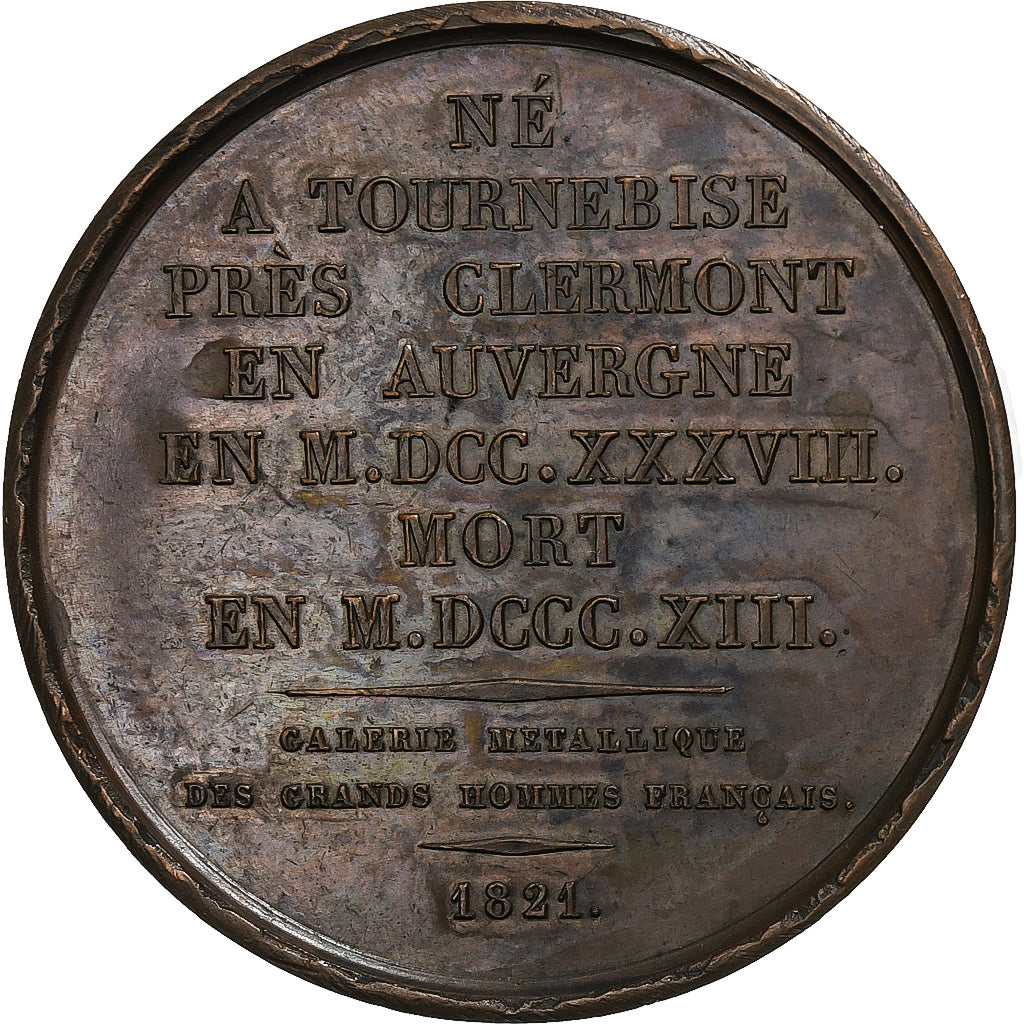 NÉ
A TOURNEBISE
PRÈS CLERMONT
EN AUVERGNE
EN M.DCC.XXXVIII.
MORT
EN M.DCCC.XIII.
GALERIE METALLIQUE
DES GRANDS HOMMES FRANÇAIS.
1821.